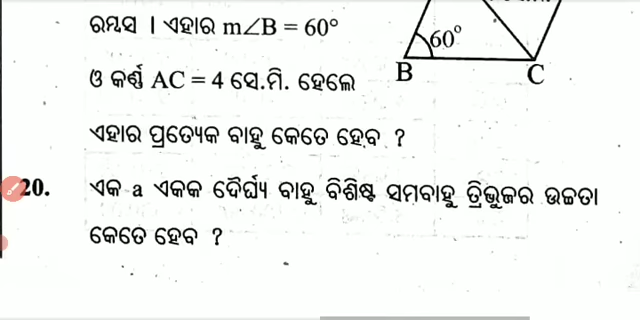 ରମ୍ବସ । ଏହାର m∠B = 60°
ଓ କର୍ଣ୍ଣ AC = 4 ସେ.ମି. ହେଲେ
ଏହାର ପ୍ରତ୍ୟେକ ବାହୁ କେତେ ହେବ ?
60°
B C
20. ଏକ a ଏକକ ଦୈର୍ଘ୍ୟ ବାହୁ ବିଶିଷ୍ଟ ସମବାହୁ ତ୍ରିଭୁଜର ଉଚ୍ଚତା
କେତେ ହେବ ?